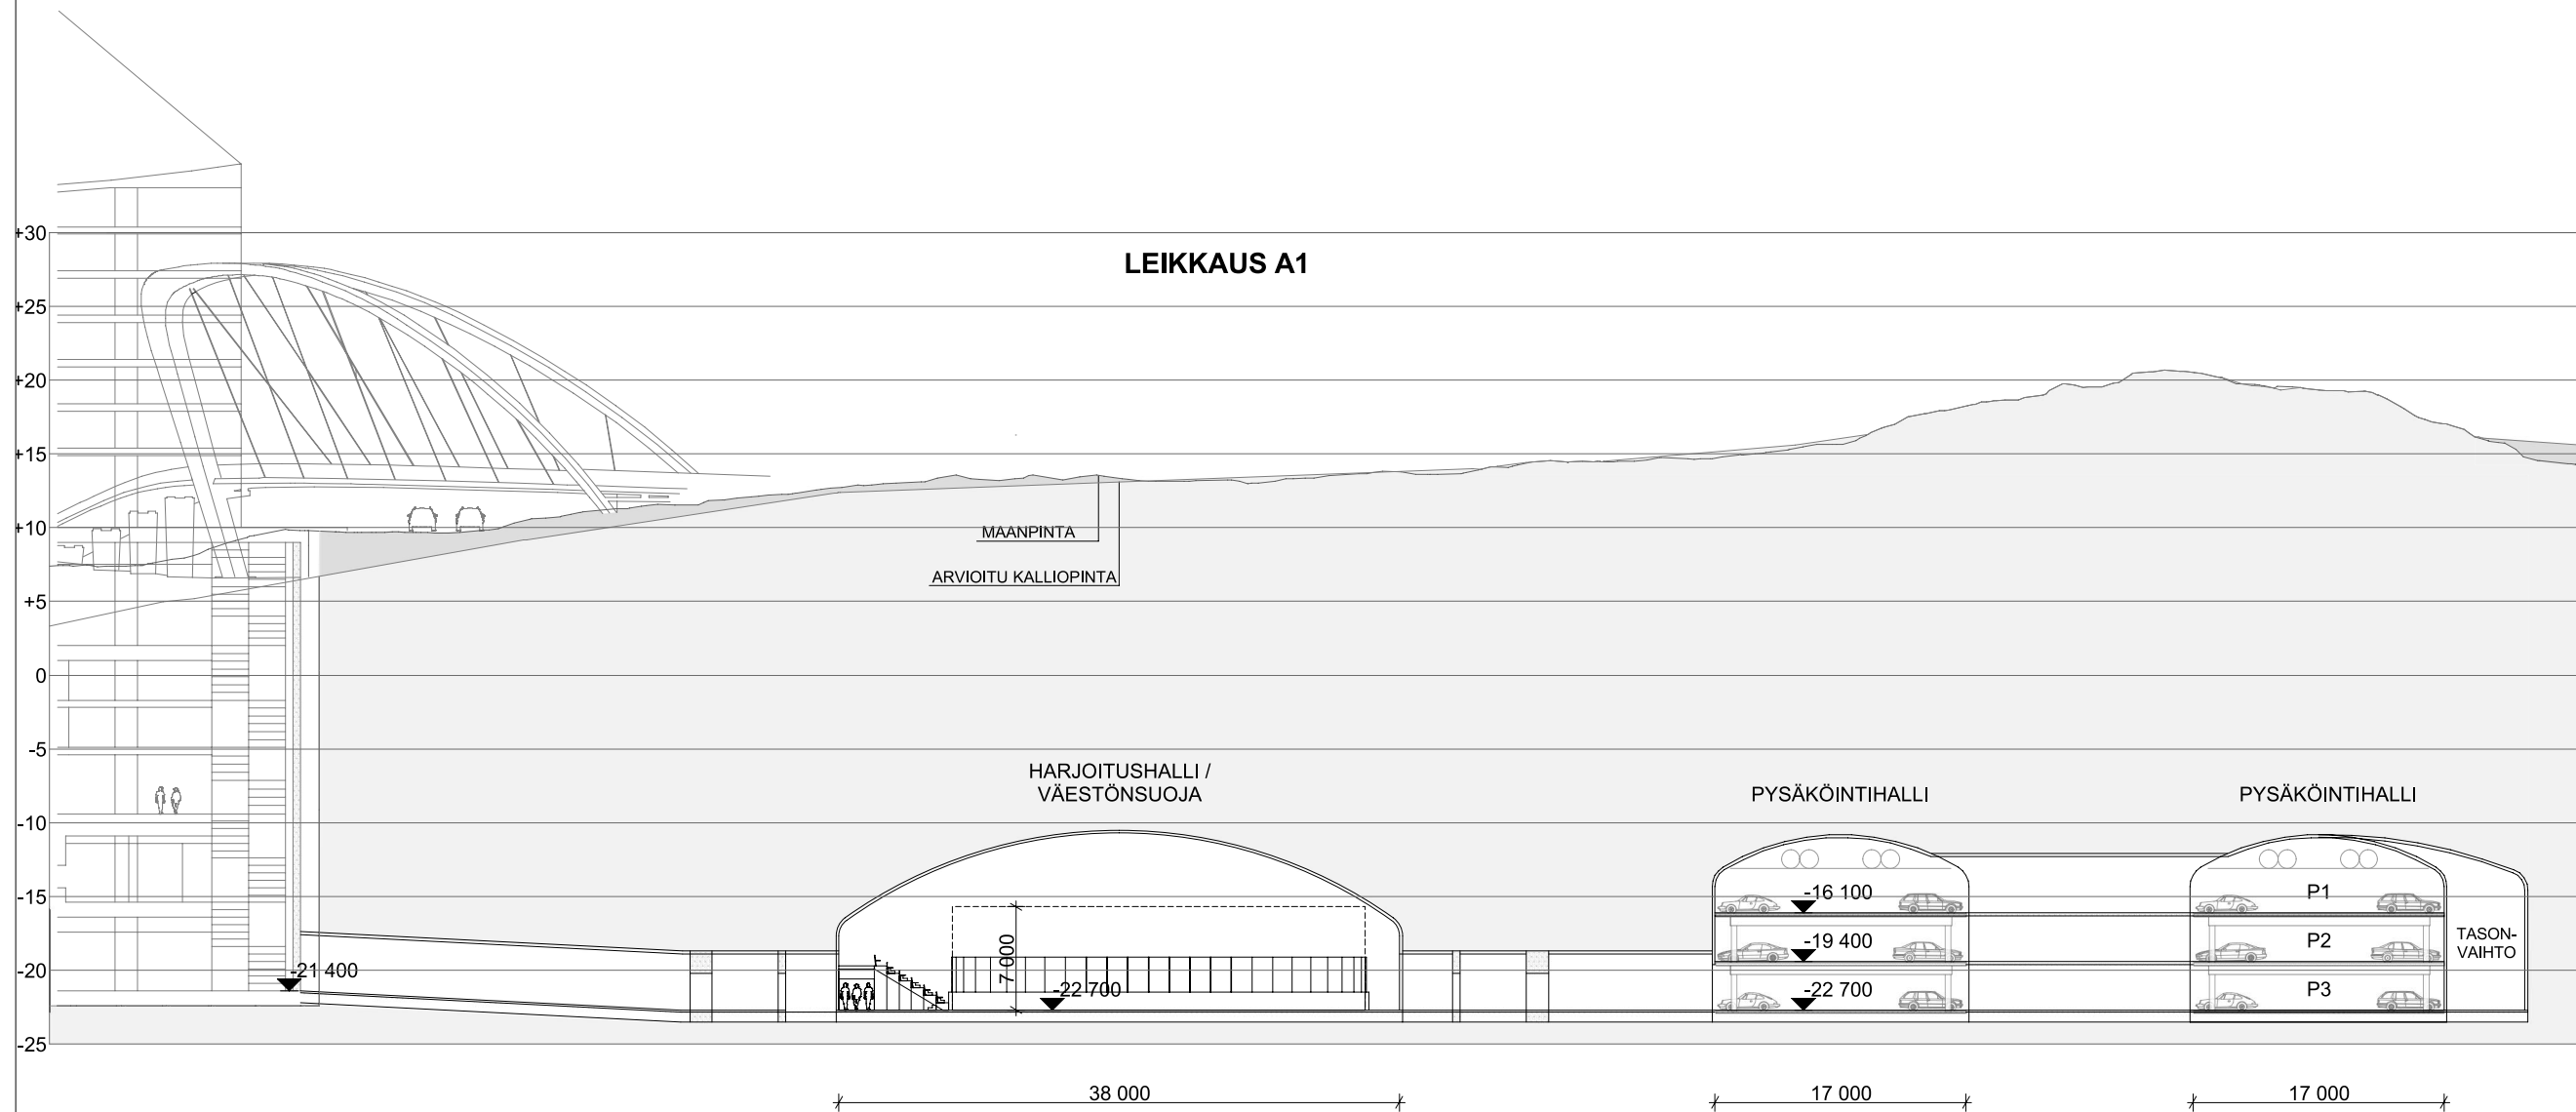 LEIKKAUS A1
+30
+25
+20
+15
+10
+5
0
-5
-10
-15
-20
-25
MAANPINTA
ARVIOITU KALLIOPINTA
HARJOITUSHALLI /
VÄESTÖNSUOJA
PYSÄKÖINTIHALLI
PYSÄKÖINTIHALLI
-21 400
7 000
-22 700
-16 100
-19 400
-22 700
P1
P2
P3
TASON-
VAIHTO
38 000
17 000
17 000